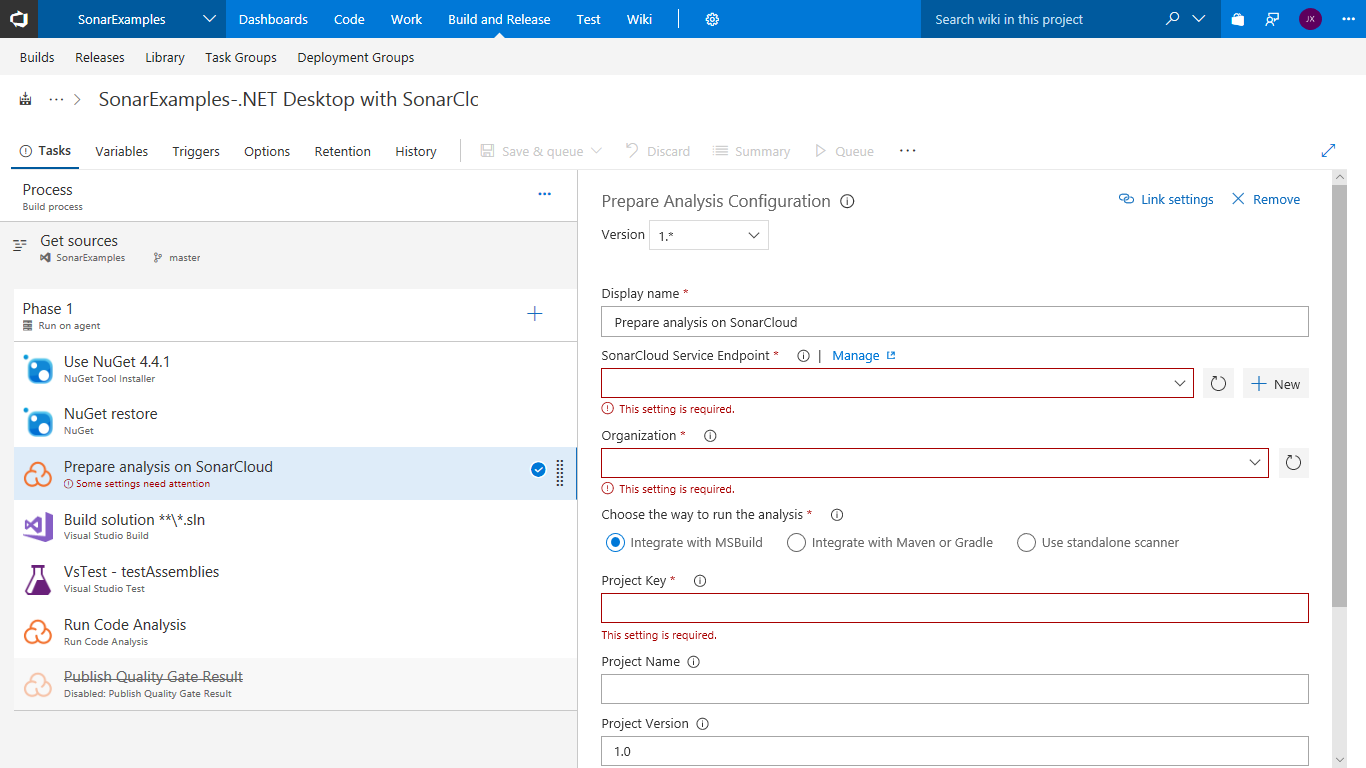 SonarExamples Dashboards Code Work Build and Release Test Wiki Search wiki in this project JX
Builds Releases Library Task Groups Deployment Groups
SonarExamples-.NET Desktop with SonarClc
Tasks Variables Triggers Options Retention History Save & queue Discard Summary Queue
Process
Build process
Get sources
SonarExamples master
Phase 1
Run on agent
Use NuGet 4.4.1
NuGet Tool Installer
NuGet restore
NuGet
Prepare analysis on SonarCloud
Some settings need attention
Build solution **\*.sln
Visual Studio Build
VsTest - testAssemblies
Visual Studio Test
Run Code Analysis
Run Code Analysis
Publish Quality Gate Result
Disabled: Publish Quality Gate Result
Prepare Analysis Configuration Link settings Remove
Version 1.*
Display name *
Prepare analysis on SonarCloud
SonarCloud Service Endpoint * | Manage
New
This setting is required.
Organization *
This setting is required.
Choose the way to run the analysis *
Integrate with MSBuild Integrate with Maven or Gradle Use standalone scanner
Project Key *
This setting is required.
Project Name
Project Version
1.0